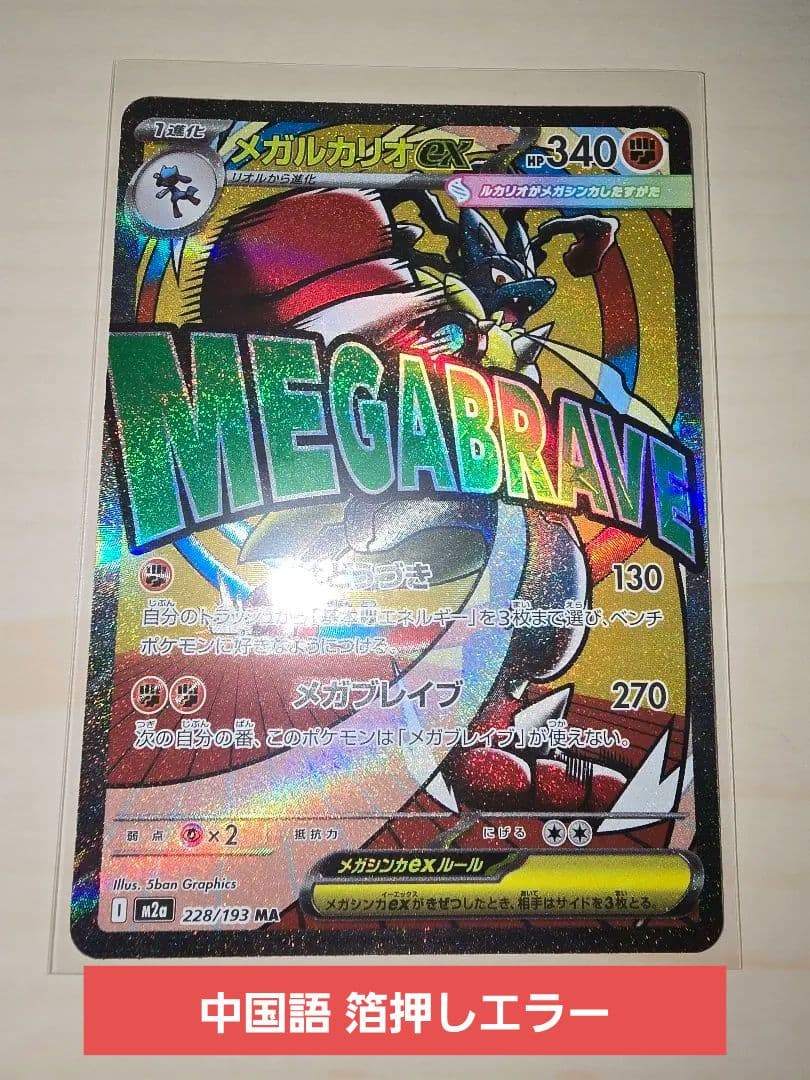 1進化
メガルカリオex
HP340
リオルから進化
ルカリオがメガシンカしたすがた
MEGABRAVE
づき
130
自分のトラッシュから「基本 エネルギー」を3枚まで選び、ベンチ
ポケモンに好きなようにつける。
メガブレイブ
270
次の自分の番、このポケモンは「メガブレイブ」が使えない。
弱点 ×2 抵抗力 にげる
メガシンカexルール
メガシンカexがきぜつしたとき、相手はサイドを3枚とる。
Illus. 5ban Graphics
I m2a 228/193 MA
中国語 箔押しエラー